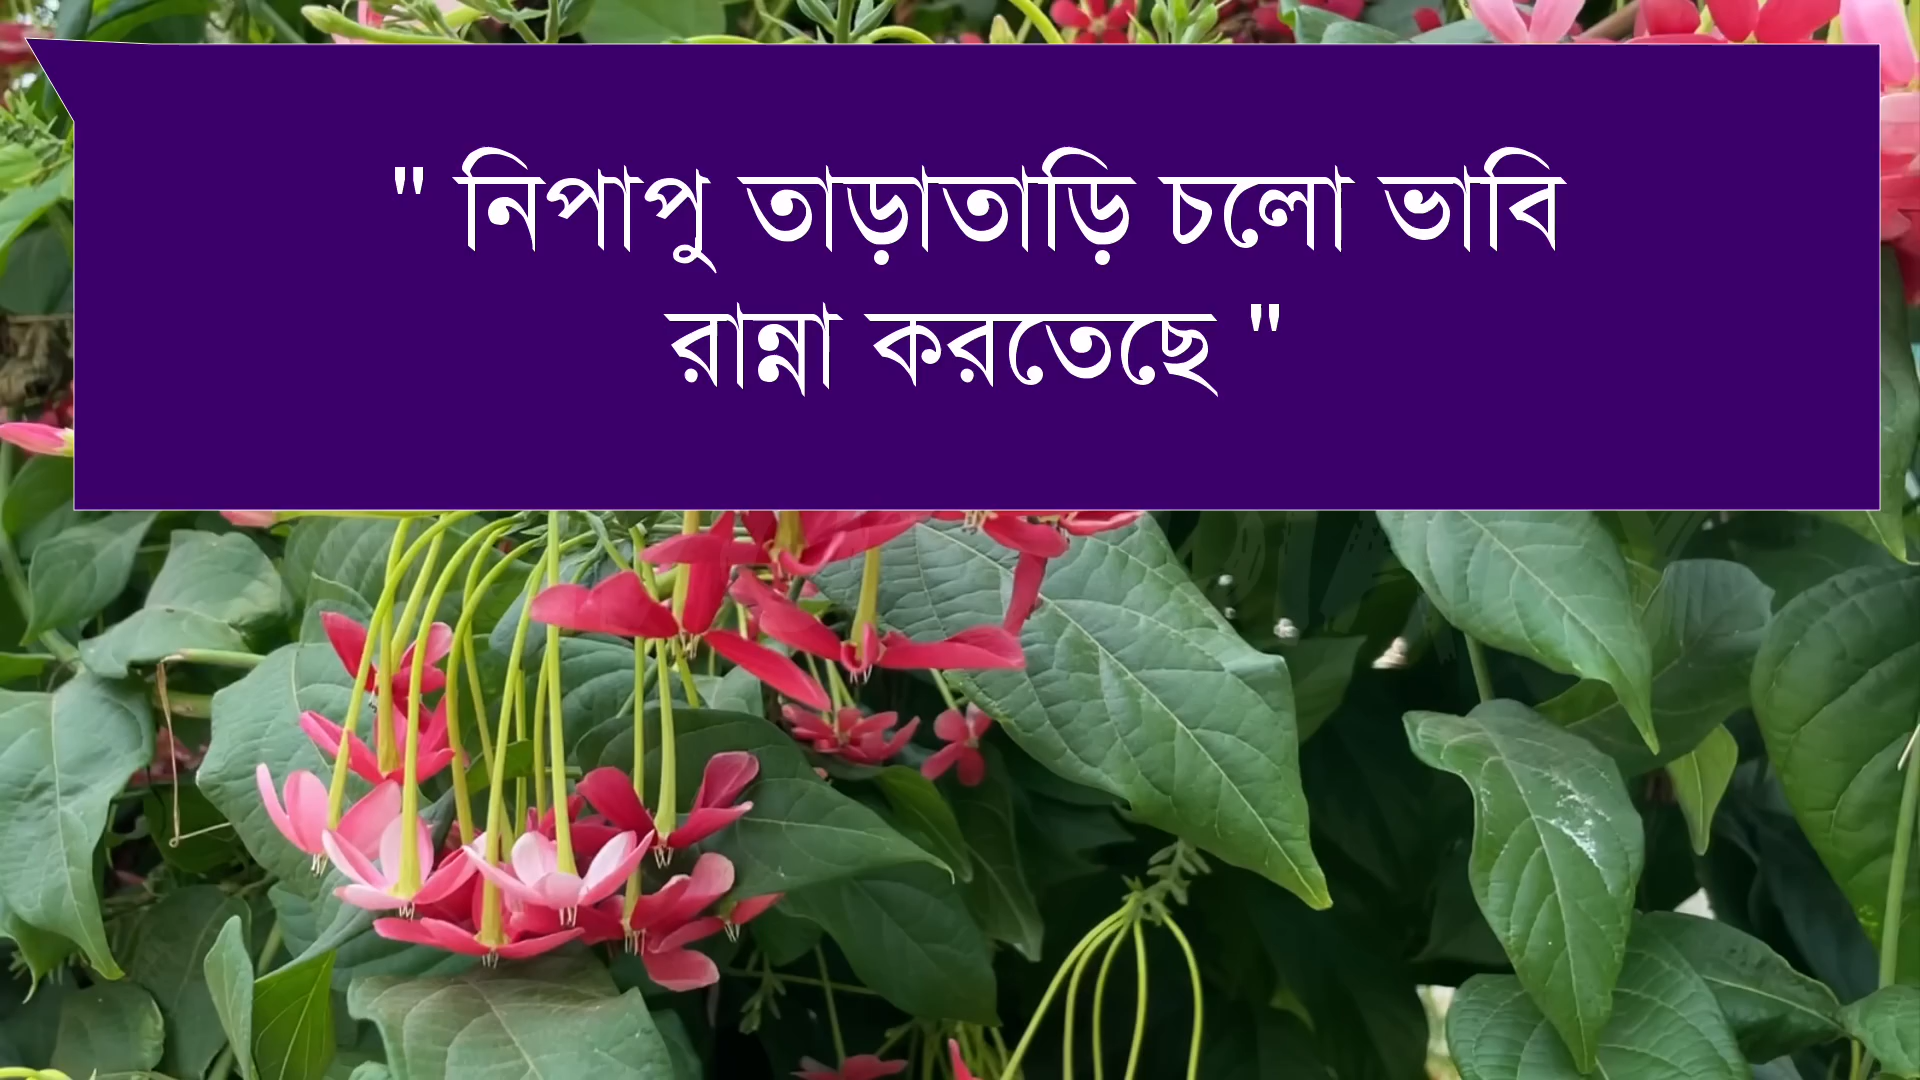 " নিপাপু তাড়াতাড়ি চলো ভাবি
রান্না করতেছে "